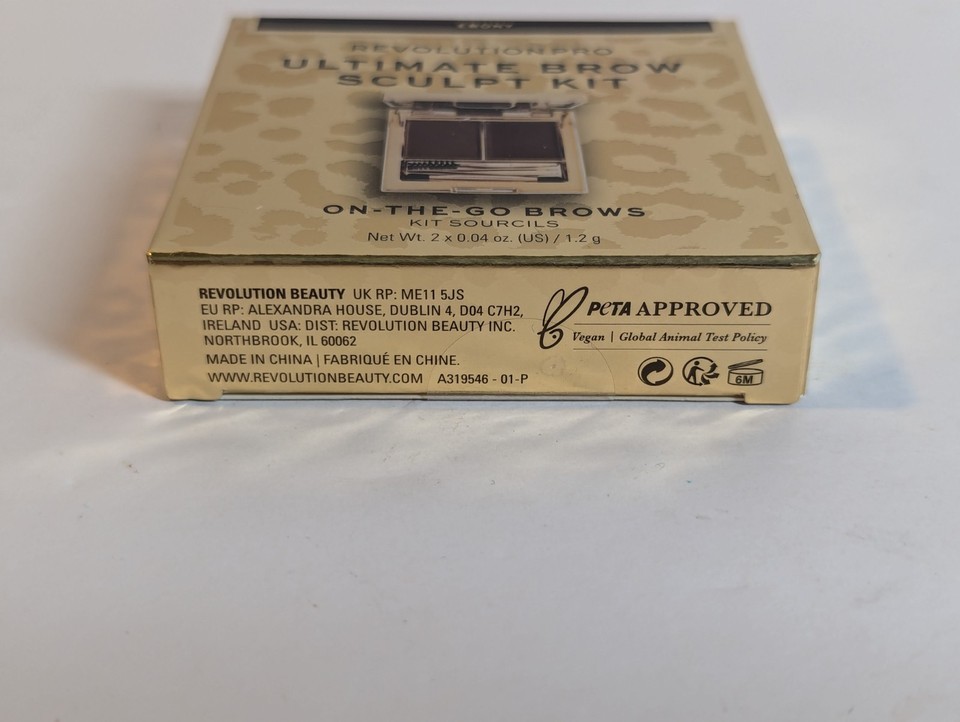 EBONY
REVOLUTION PRO
ULTIMATE BROW
SCULPT KIT
ON-THE-GO BROWS
KIT SOURCILS
Net Wt. 2 x 0.04 oz. (US) / 1.2 g
REVOLUTION BEAUTY UK RP: ME11 5JS
EU RP: ALEXANDRA HOUSE, DUBLIN 4, D04 C7H2,
IRELAND USA: DIST: REVOLUTION BEAUTY INC.
NORTHBROOK, IL 60062
MADE IN CHINA | FABRIQUÉ EN CHINE.
WWW.REVOLUTIONBEAUTY.COM A319546 - 01-P
PETA APPROVED
Vegan | Global Animal Test Policy
6M